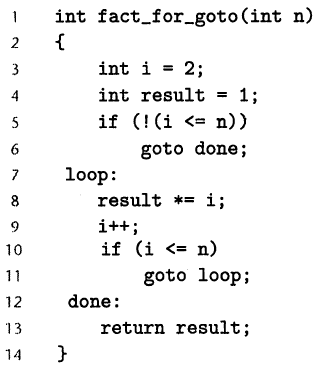 1 int fact_for_goto(int n)
2 {
3 int i = 2;
4 int result = 1;
5 if (!(i <= n))
6 goto done;
7 loop:
8 result *= i;
9 i++;
10 if (i <= n)
11 goto loop;
12 done:
13 return result;
14 }